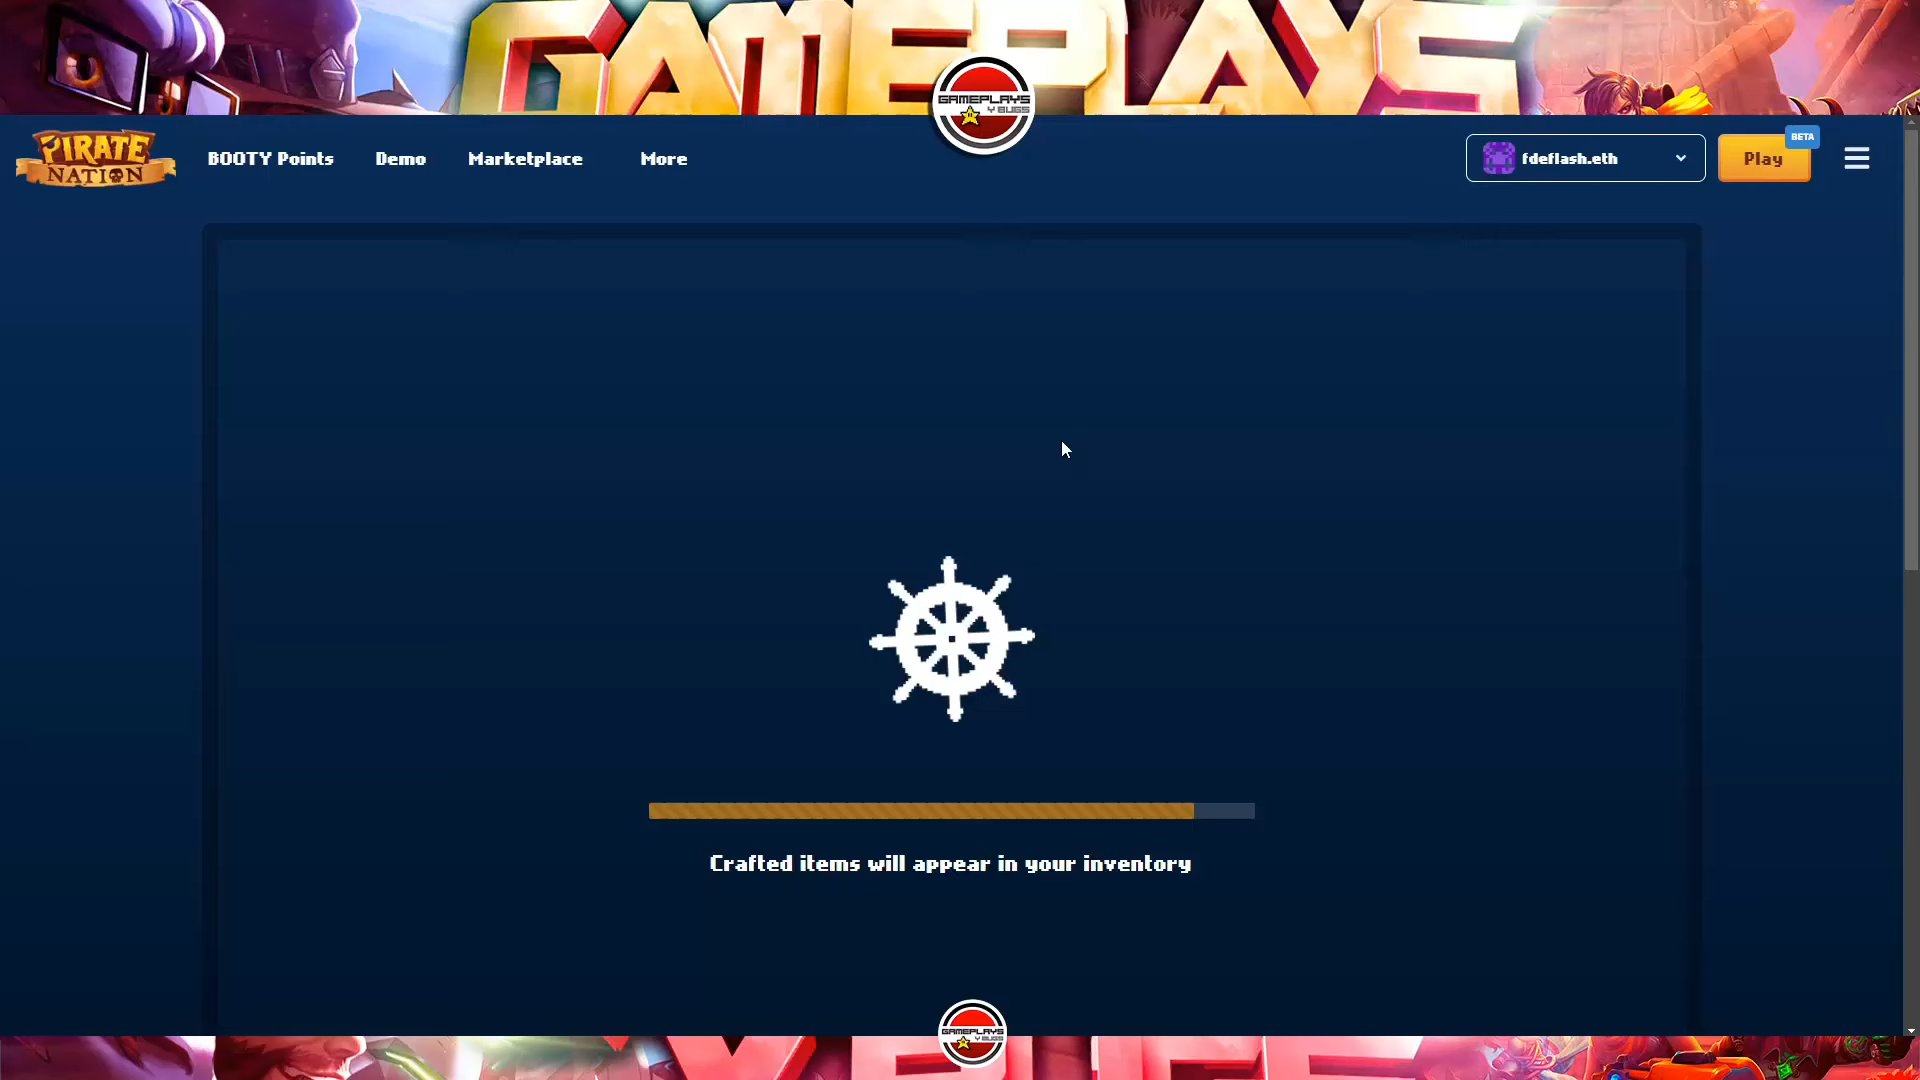 GAMEPLAYS
GAMEPLAYS
Y BUGS
PIRATE
NATION
BOOTY Points
Demo
Marketplace
More
fdeflash.eth
Play
BETA
Crafted items will appear in your inventory
GAMEPLAYS
Y BUGS